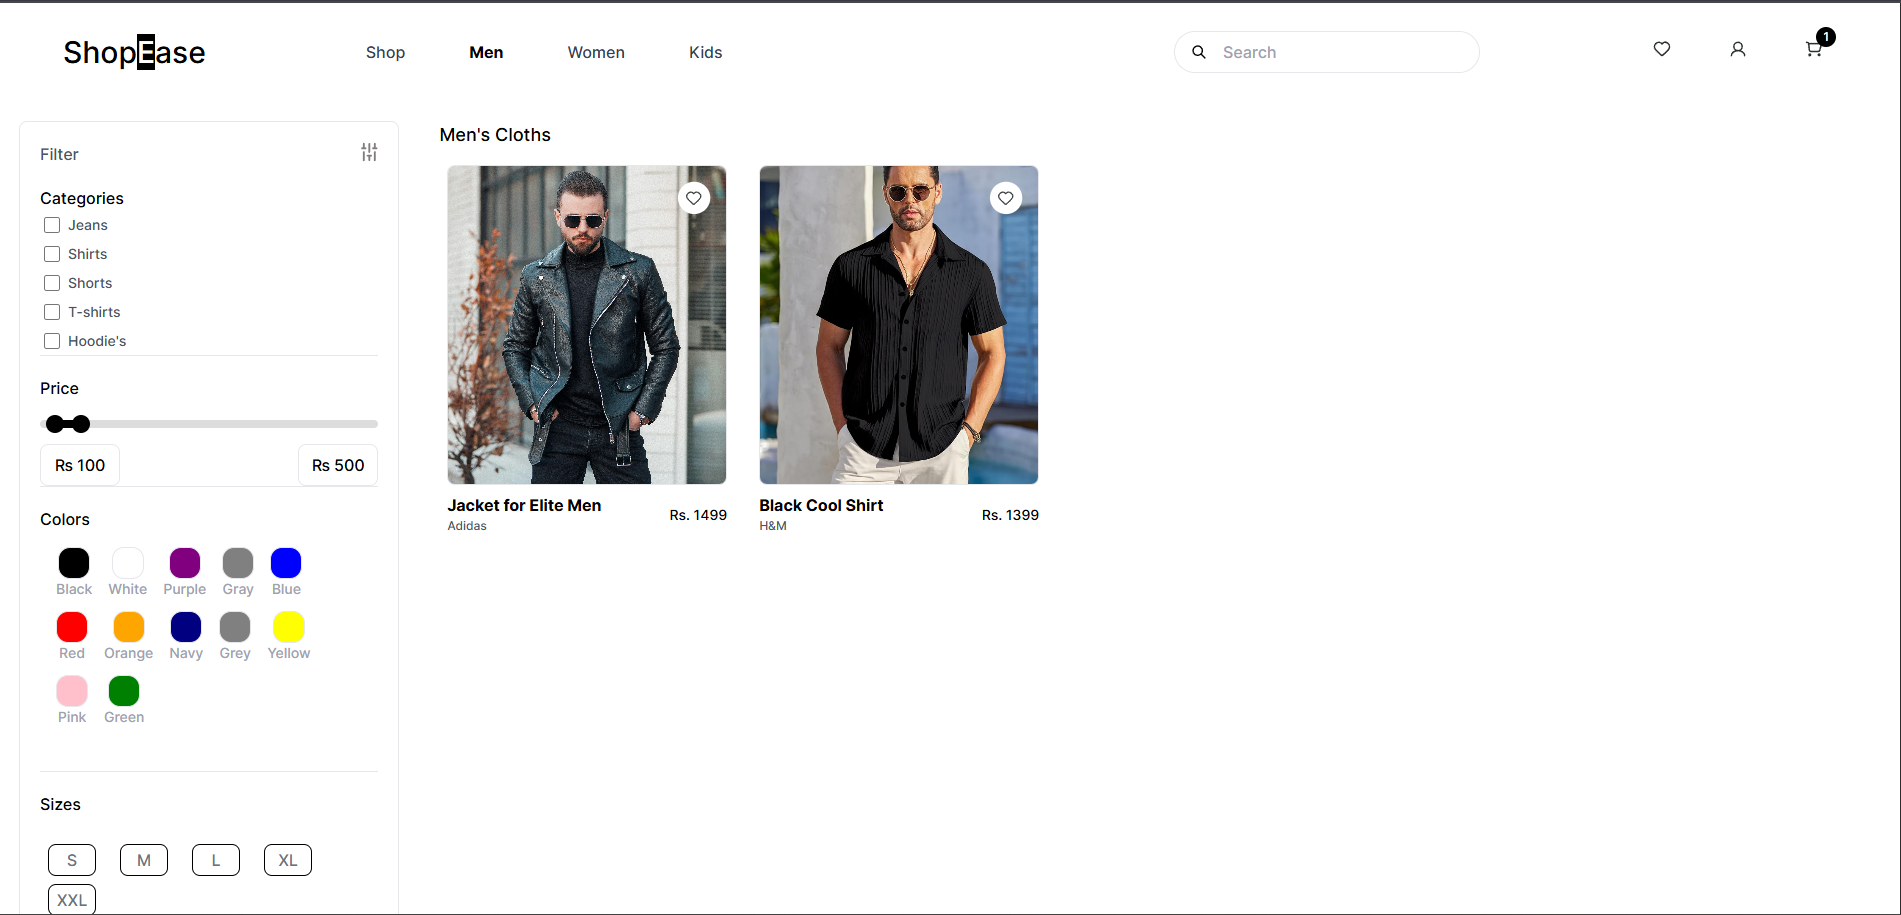 ShopEase
Shop
Men
Women
Kids
Search
1
Filter
Categories
Jeans
Shirts
Shorts
T-shirts
Hoodie's
Price
Rs 100
Rs 500
Colors
Black White Purple Gray Blue
Red Orange Navy Grey Yellow
Pink Green
Sizes
S M L XL
XXL
Men's Cloths
Jacket for Elite Men
Adidas
Rs. 1499
Black Cool Shirt
H&M
Rs. 1399